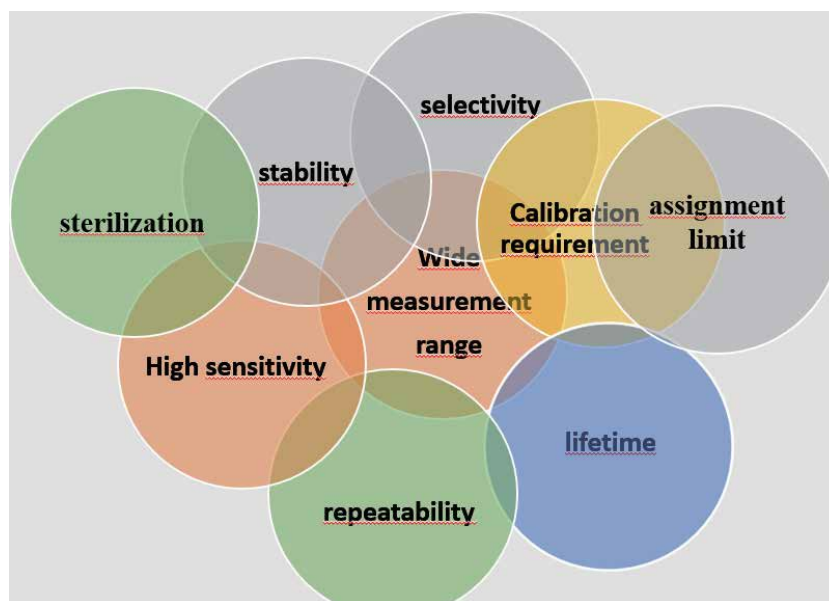 selectivity
stability
sterilization
Calibration
requirement
assignment
limit
Wide
measurement
range
High sensitivity
lifetime
repeatability